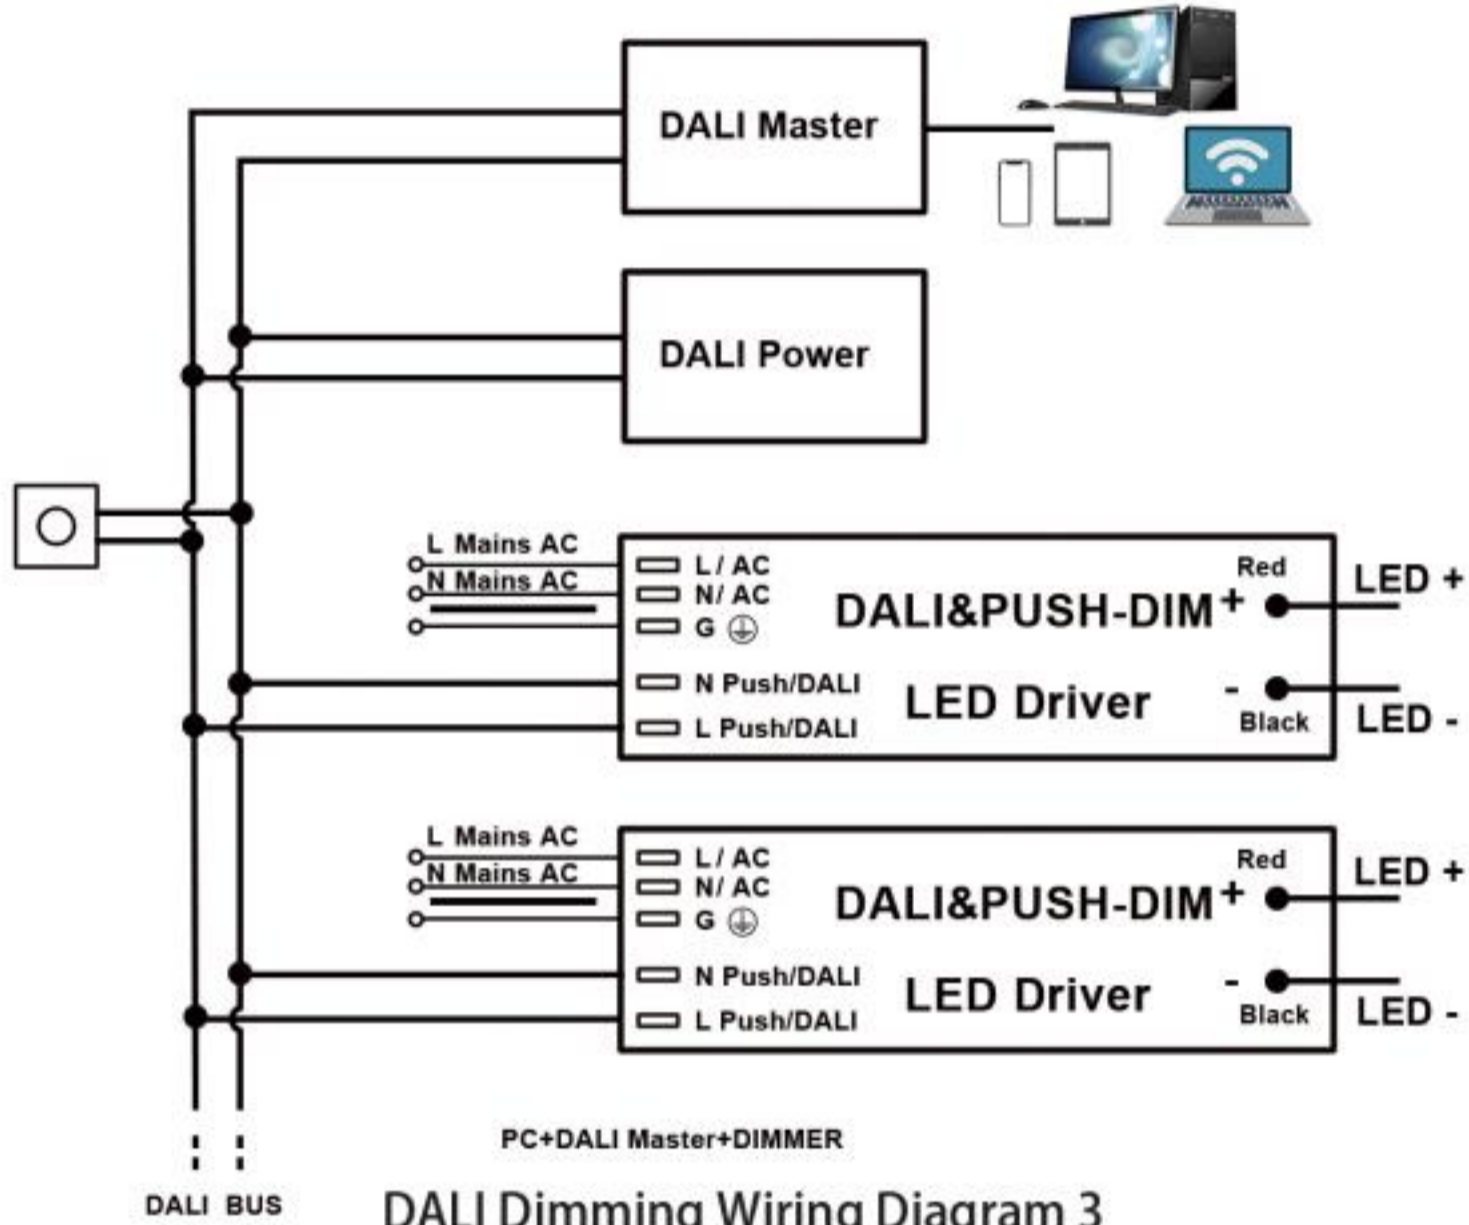 DALI Master
DALI Power
L Mains AC
N Mains AC
L/ AC
N/ AC
G
N Push/DALI
L Push/DALI
DALI&PUSH-DIM
LED Driver
Red
+
-
Black
LED +
LED -
L Mains AC
N Mains AC
L/ AC
N/ AC
G
N Push/DALI
L Push/DALI
DALI&PUSH-DIM
LED Driver
Red
+
-
Black
LED +
LED -
PC+DALI Master+DIMMER
DALI BUS
DALI Dimming Wiring Diagram 3